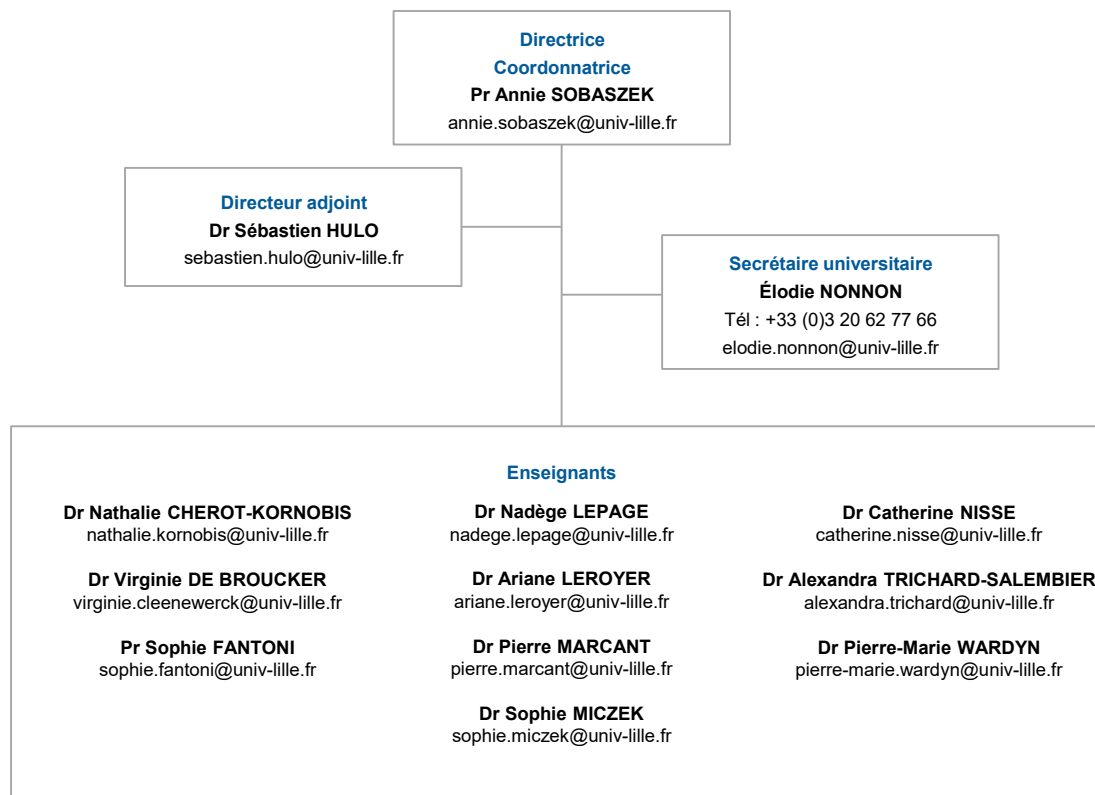 Directrice
Coordonnatrice
Pr Annie SOBASZEK
annie.sobaszek@univ-lille.fr
Directeur adjoint
Dr Sébastien HULO
sebastien.hulo@univ-lille.fr
Secrétaire universitaire
Élodie NONNON
Tél : +33 (0)3 20 62 77 66
elodie.nonnon@univ-lille.fr
Enseignants
Dr Nathalie CHEROT-KORNOBIS
nathalie.kornobis@univ-lille.fr
Dr Virginie DE BROUCKER
virginie.cleenewerck@univ-lille.fr
Pr Sophie FANTONI
sophie.fantoni@univ-lille.fr
Dr Nadège LEPAGE
nadege.lepage@univ-lille.fr
Dr Ariane LEROYER
ariane.leroyer@univ-lille.fr
Dr Pierre MARCANT
pierre.marcant@univ-lille.fr
Dr Sophie MICZEK
sophie.miczek@univ-lille.fr
Dr Catherine NISSE
catherine.nisse@univ-lille.fr
Dr Alexandra TRICHARD-SALEMBIER
alexandra.trichard@univ-lille.fr
Dr Pierre-Marie WARDYN
pierre-marie.wardyn@univ-lille.fr